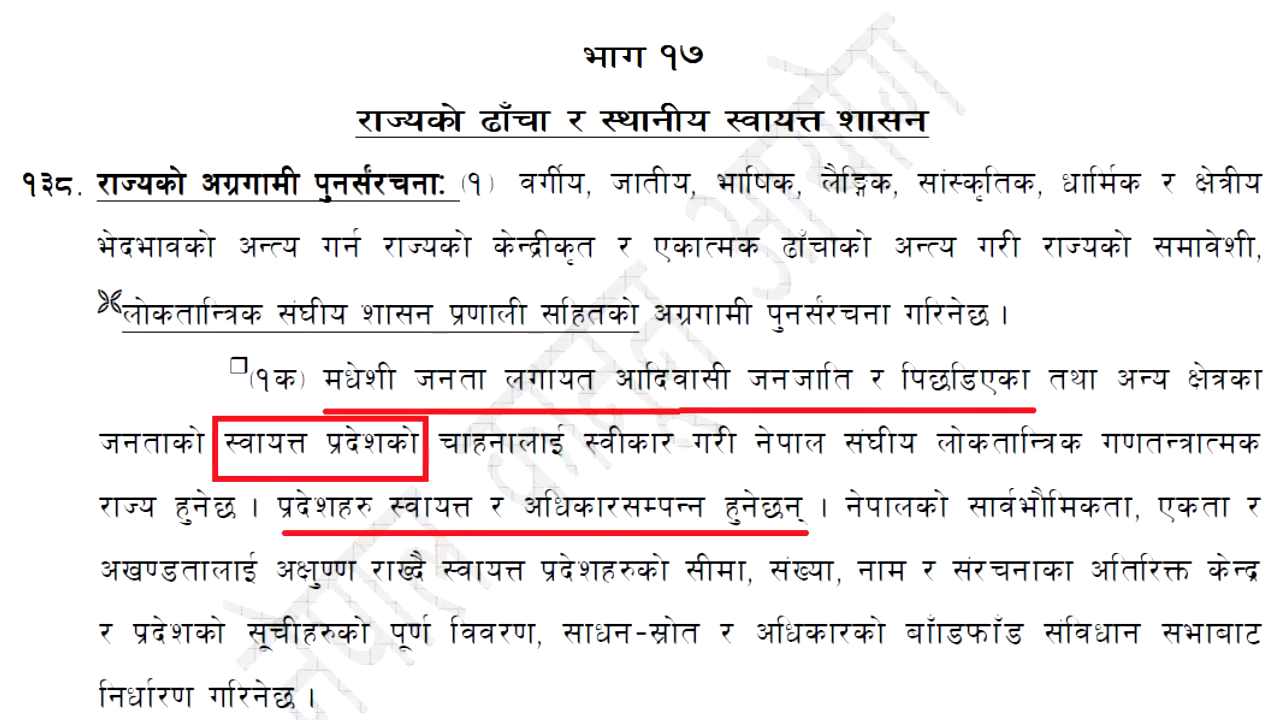 भाग १७
राज्यको ढाँचा र स्थानीय स्वायत्त शासन
१३८. राज्यको अग्रगामी पुनर्संरचना: (१) वर्गीय, जातीय, भाषिक, लैङ्गिक, सांस्कृतिक, धार्मिक र क्षेत्रीय
भेदभावको अन्त्य गर्न राज्यको केन्द्रीकृत र एकात्मक ढाँचाको अन्त्य गरी राज्यको समावेशी,
लोकतान्त्रिक संघीय शासन प्रणाली सहितको अग्रगामी पुनर्संरचना गरिनेछ ।
(१क) मधेशी जनता लगायत आदिवासी जनजाति र पिछडिएका तथा अन्य क्षेत्रका
जनताको स्वायत्त प्रदेशको चाहनालाई स्वीकार गरी नेपाल संघीय लोकतान्त्रिक गणतन्त्रात्मक
राज्य हुनेछ । प्रदेशहरु स्वायत्त र अधिकारसम्पन्न हुनेछन् । नेपालको सार्वभौमिकता, एकता र
अखण्डतालाई अक्षुण्ण राख्दै स्वायत्त प्रदेशहरुको सीमा, संख्या, नाम र संरचनाका अतिरिक्त केन्द्र
र प्रदेशको सूचीहरुको पूर्ण विवरण, साधन-स्रोत र अधिकारको बााँडफाँड संविधान सभाबाट
निर्धारण गरिनेछ ।
नेपाल कानून आयोग